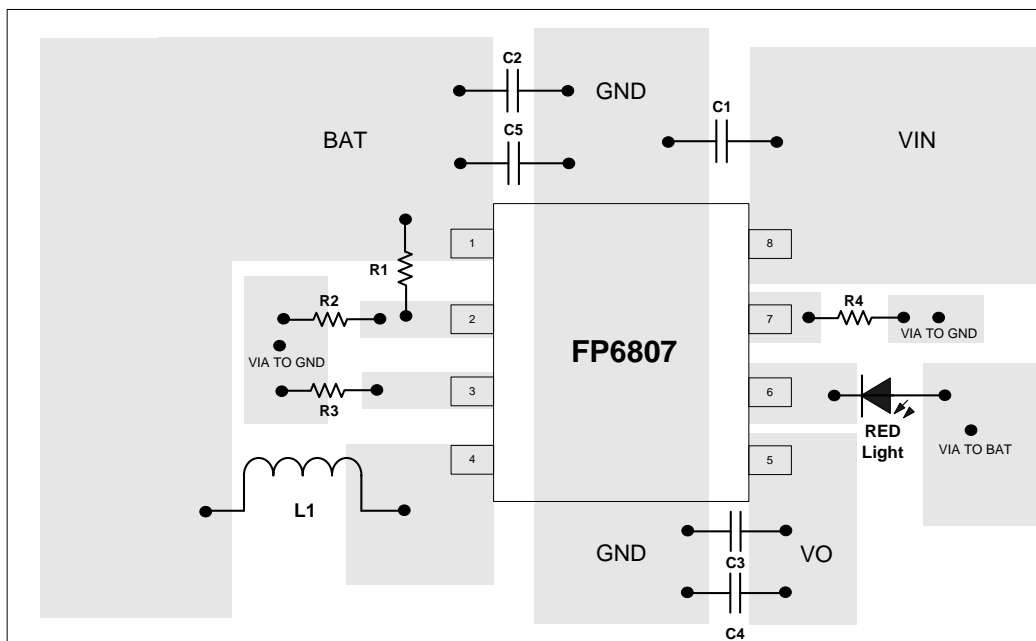 C2
GND
C1
C5
BAT
VIN
1
8
R1
R2
2
7
R4
VIA TO GND
FP6807
VIA TO GND
3
6
R3
RED
Light
VIA TO BAT
4
5
L1
GND
C3
VO
C4